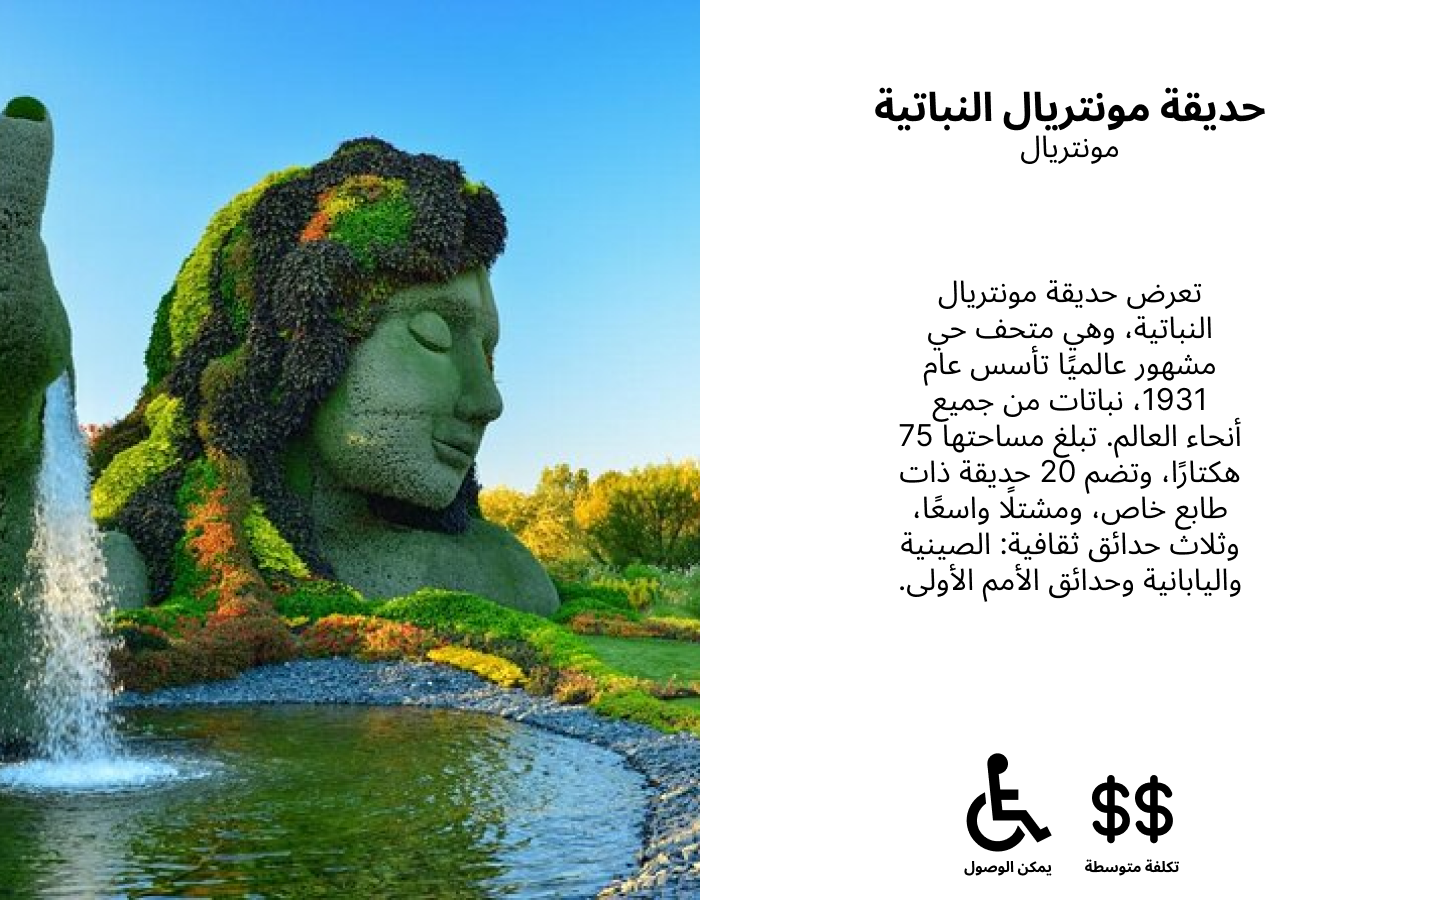 حديقة مونتريال النباتية
مونتريال
تعرض حديقة مونتريال
النباتية، وهي متحف حي
مشهور عالميًا تأسس عام
1931، نباتات من جميع
أنحاء العالم. تبلغ مساحتها 75
هكتارًا، وتضم 20 حديقة ذات
طابع خاص، ومشتلًا واسعًا،
وثلاث حدائق ثقافية: الصينية
واليابانية وحدائق الأمم الأولى.
$$
تكلفة متوسطة
يمكن الوصول